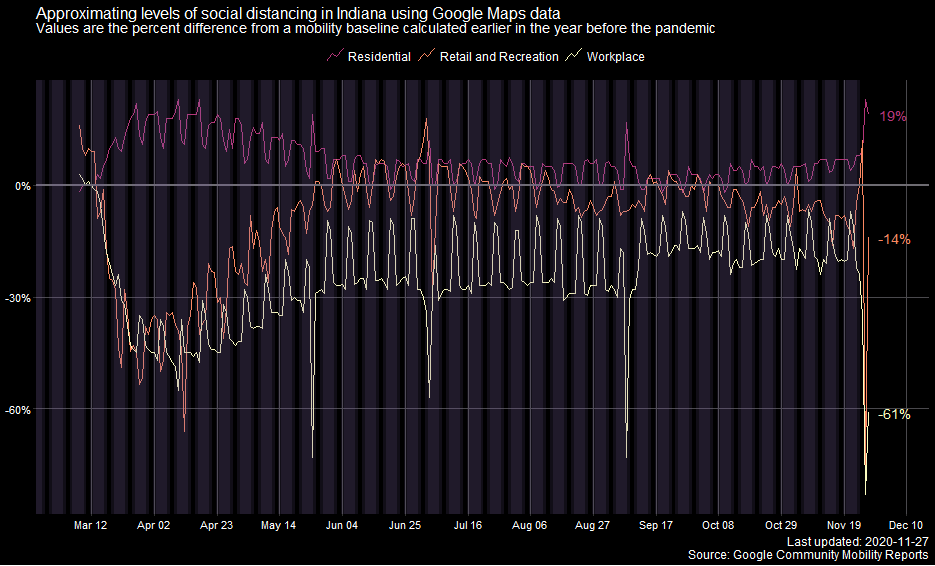 Approximating levels of social distancing in Indiana using Google Maps data
Values are the percent difference from a mobility baseline calculated earlier in the year before the pandemic
Residential Retail and Recreation Workplace
19%
0%
-14%
-30%
-60%
-61%
Mar 12 Apr 02 Apr 23 May 14 Jun 04 Jun 25 Jul 16 Aug 06 Aug 27 Sep 17 Oct 08 Oct 29 Nov 19 Dec 10
Last updated: 2020-11-27
Source: Google Community Mobility Reports